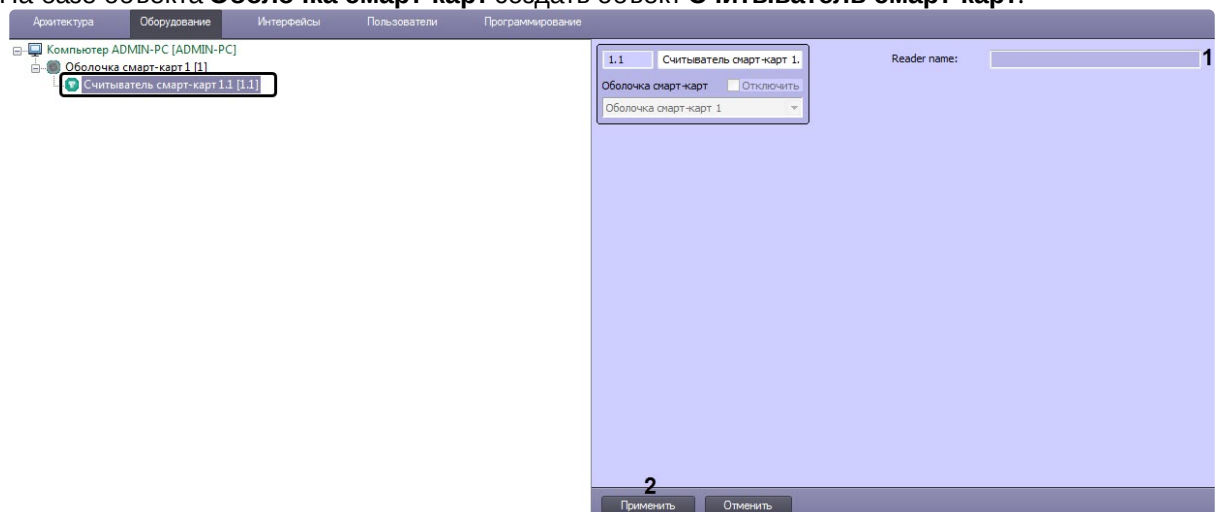 На базе объекта Оболочка смарт-карт создать объект Считыватель смарт-карт.
Архитектура Оборудование Интерфейсы Пользователи Программирование
Компьютер ADMIN-PC [ADMIN-PC]
Оболочка смарт-карт 1 [1]
Считыватель смарт-карт 1.1 [1.1]
1.1 Считыватель смарт-карт 1.
Оболочка смарт-карт Отключить
Оболочка смарт-карт 1
Reader name: 1
2
Применить Отменить